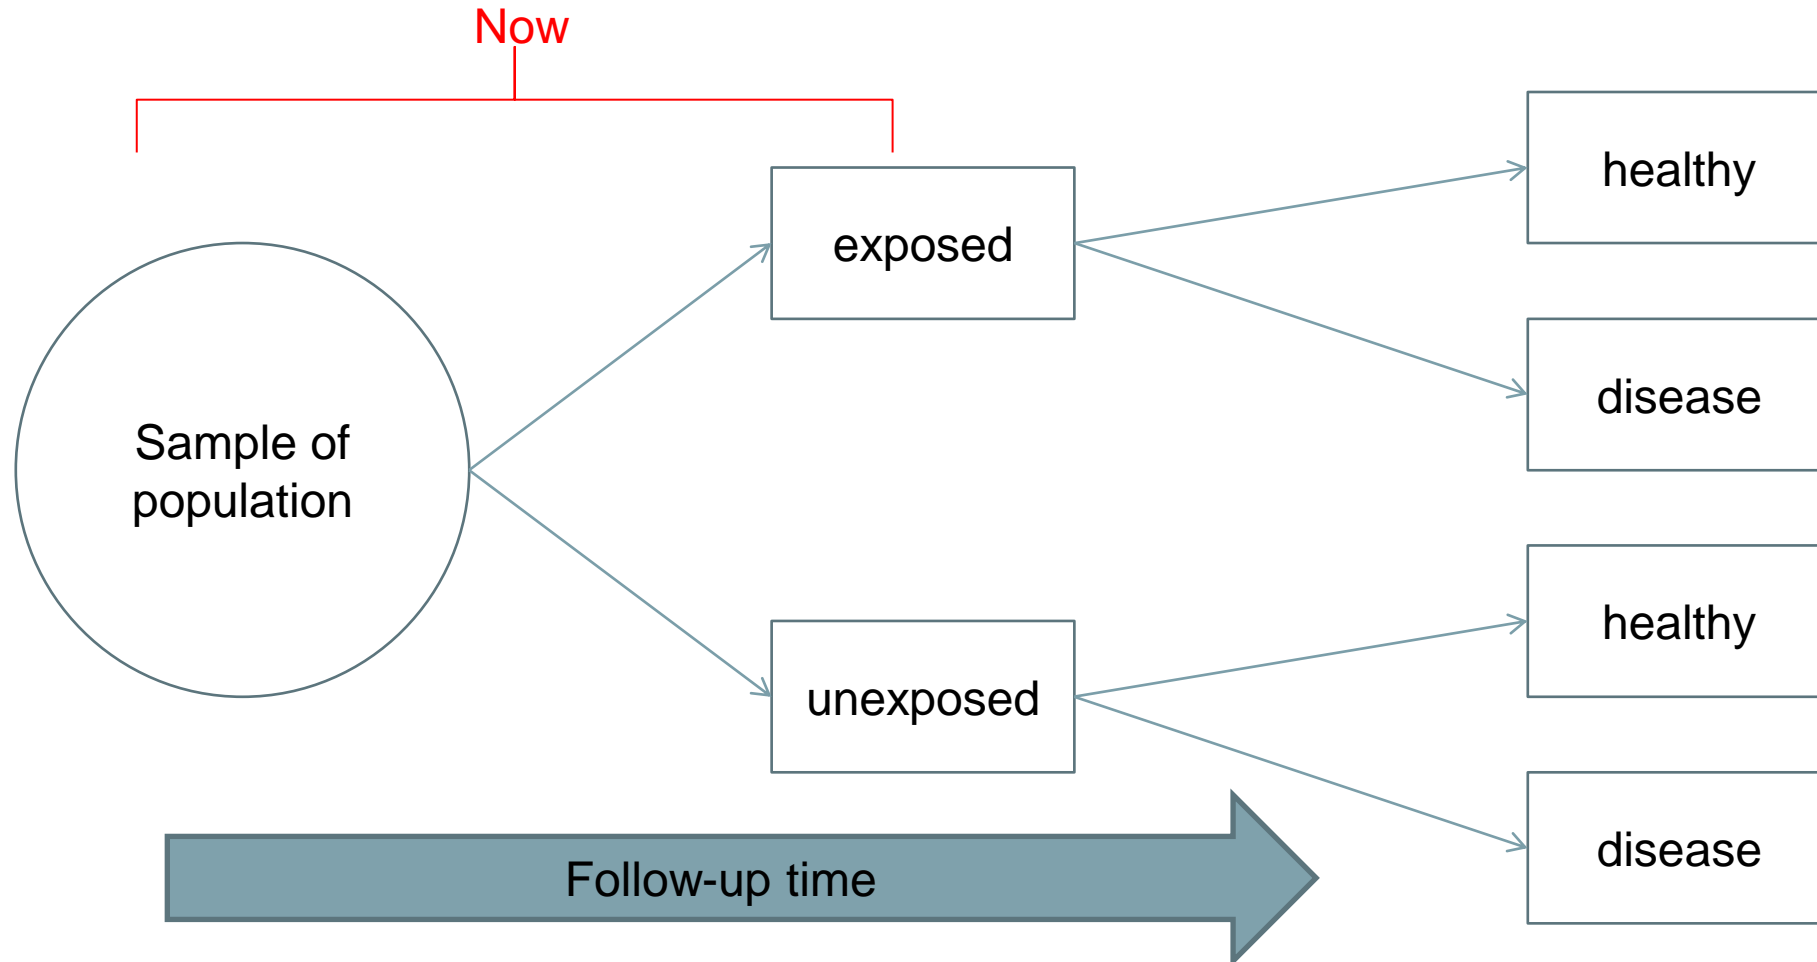 Now
healthy
exposed
disease
Sample of
population
healthy
unexposed
disease
Follow-up time